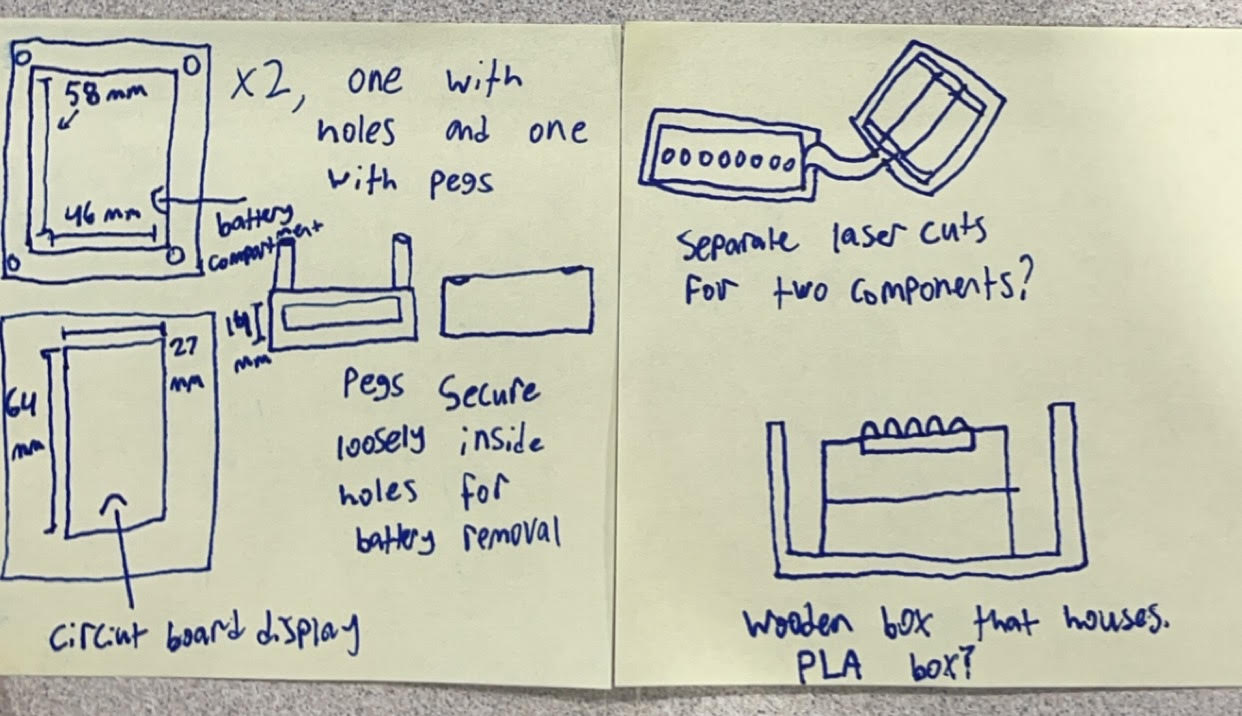 58 mm
46 mm
battery
compartment
x2, one with
holes and one
with pegs
64
mm
27
mm
circiut board display
14
mm
Pegs secure
loosely inside
holes for
battery removal
Separate laser cuts
for two components?
Wooden box that houses.
PLA box?